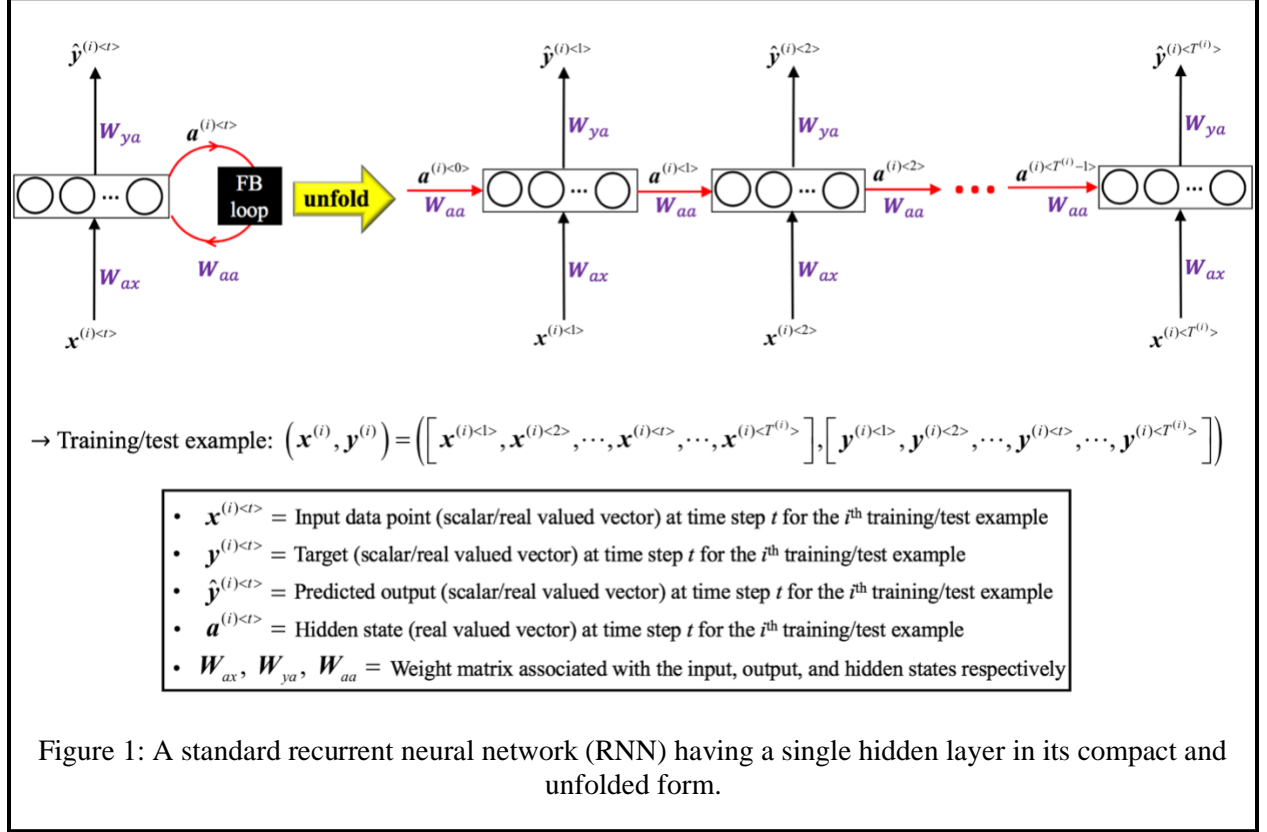 ŷ^(i)<t> ŷ^(i)<1> ŷ^(i)<2> ŷ^(i)<T^(i)>
W_ya a^(i)<t> W_ya W_ya W_ya
FB loop unfold a^(i)<0> a^(i)<1> a^(i)<2> a^(i)<T^(i)−1>
••• ••• ••• ••• •••
W_aa W_aa W_aa W_aa
W_ax W_aa W_ax W_ax W_ax
x^(i)<t> x^(i)<1> x^(i)<2> x^(i)<T^(i)>
→ Training/test example: (x^(i), y^(i)) = ([x^(i)<1>, x^(i)<2>, ⋯, x^(i)<t>, ⋯, x^(i)<T^(i)>], [y^(i)<1>, y^(i)<2>, ⋯, y^(i)<t>, ⋯, y^(i)<T^(i)>])
• x^(i)<t> = Input data point (scalar/real valued vector) at time step t for the i^th training/test example
• y^(i)<t> = Target (scalar/real valued vector) at time step t for the i^th training/test example
• ŷ^(i)<t> = Predicted output (scalar/real valued vector) at time step t for the i^th training/test example
• a^(i)<t> = Hidden state (real valued vector) at time step t for the i^th training/test example
• W_ax, W_ya, W_aa = Weight matrix associated with the input, output, and hidden states respectively
Figure 1: A standard recurrent neural network (RNN) having a single hidden layer in its compact and
unfolded form.